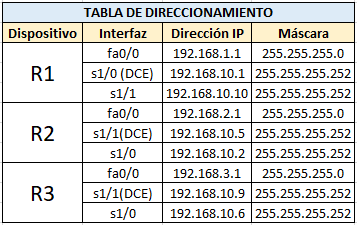 TABLA DE DIRECCIONAMIENTO
Dispositivo Interfaz Dirección IP Máscara
R1
fa0/0 192.168.1.1 255.255.255.0
s1/0 (DCE) 192.168.10.1 255.255.255.252
s1/1 192.168.10.10 255.255.255.252
R2
fa0/0 192.168.2.1 255.255.255.0
s1/1(DCE) 192.168.10.5 255.255.255.252
s1/0 192.168.10.2 255.255.255.252
R3
fa0/0 192.168.3.1 255.255.255.0
s1/1(DCE) 192.168.10.9 255.255.255.252
s1/0 192.168.10.6 255.255.255.252